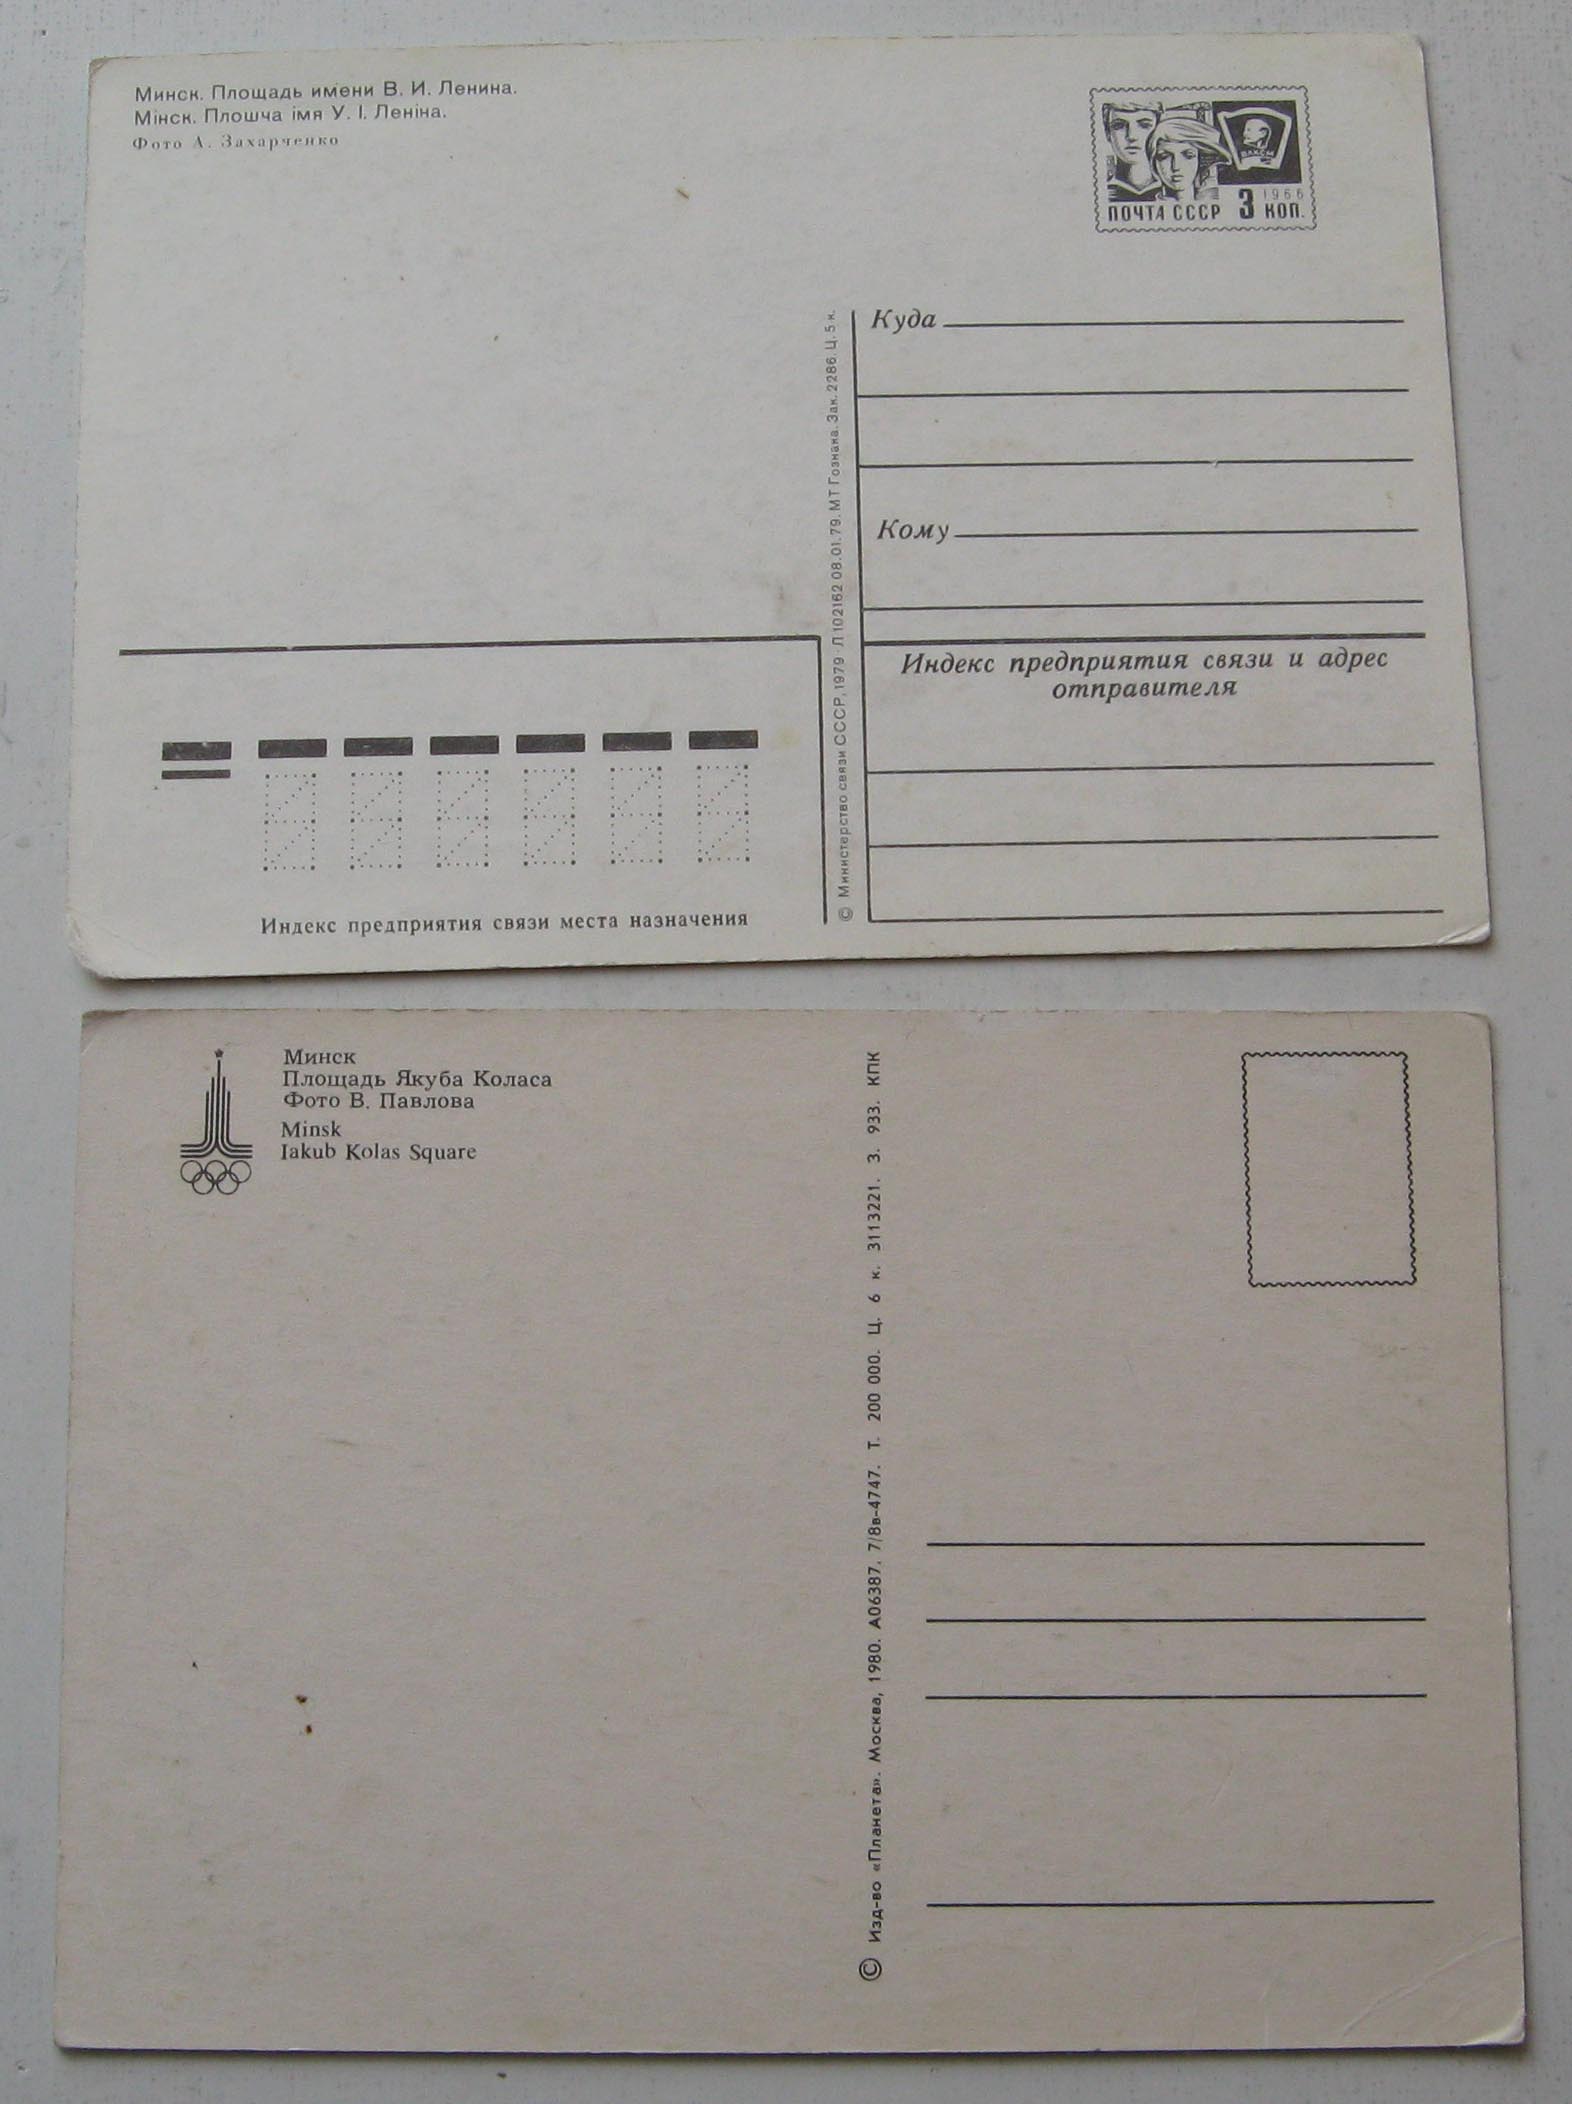 Минск. Площадь имени В. И. Ленина.
Мінск. Плошча імя У. І. Леніна.
Фото А. Захарченко
ВЛКСМ
1966
ПОЧТА СССР 3 КОП.
Куда
Кому
Индекс предприятия связи и адрес
отправителя
Индекс предприятия связи места назначения
© Министерство связи СССР, 1979 · Л 102162 08.01.79. МТ Гознака. Зак. 2286. Ц. 5 к.
Минск
Площадь Якуба Коласа
Фото В. Павлова
Minsk
Iakub Kolas Square
© Изд-во «Планета». Москва, 1980. А06387. 7/8в-4747. Т. 200 000. Ц. 6 к. 3113221. З. 933. КПК